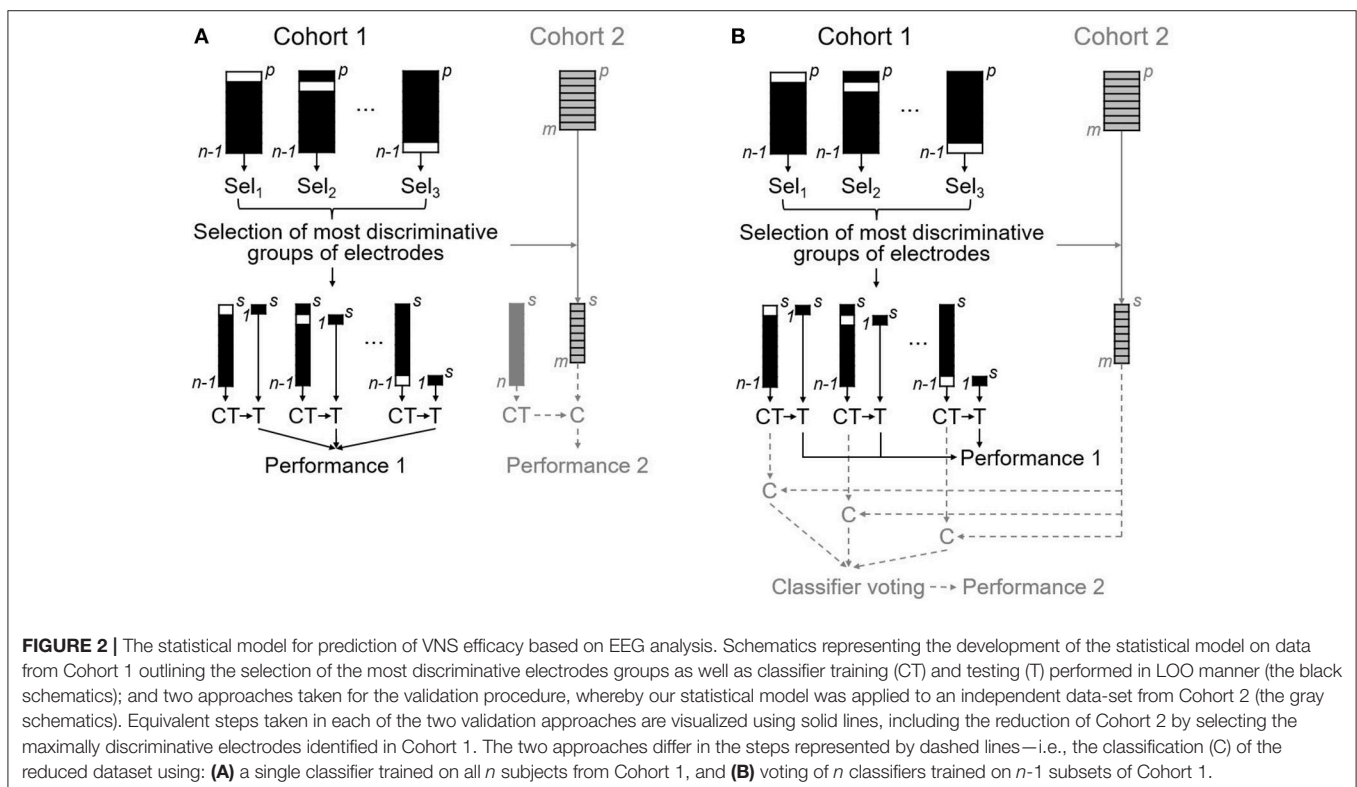 A
Cohort 1
Cohort 2
p
p
p
p
...
n-1
n-1
n-1
m
Sel1 Sel2 Sel3
Selection of most discriminative
groups of electrodes
s s s s s s s s
1 1
...
n-1 n-1 n-1 1 n m
CT→T CT→T CT→T CT C
Performance 1 Performance 2
B
Cohort 1
Cohort 2
p
p
p
p
...
n-1
n-1
n-1
m
Sel1 Sel2 Sel3
Selection of most discriminative
groups of electrodes
s s s s s s s
1 1
...
n-1 n-1 n-1 1 m
CT→T CT→T CT→T
Performance 1
C
C
C
Classifier voting Performance 2
FIGURE 2 | The statistical model for prediction of VNS efficacy based on EEG analysis. Schematics representing the development of the statistical model on data
from Cohort 1 outlining the selection of the most discriminative electrodes groups as well as classifier training (CT) and testing (T) performed in LOO manner (the black
schematics); and two approaches taken for the validation procedure, whereby our statistical model was applied to an independent data-set from Cohort 2 (the gray
schematics). Equivalent steps taken in each of the two validation approaches are visualized using solid lines, including the reduction of Cohort 2 by selecting the
maximally discriminative electrodes identified in Cohort 1. The two approaches differ in the steps represented by dashed lines—i.e., the classification (C) of the
reduced dataset using: (A) a single classifier trained on all n subjects from Cohort 1, and (B) voting of n classifiers trained on n-1 subsets of Cohort 1.